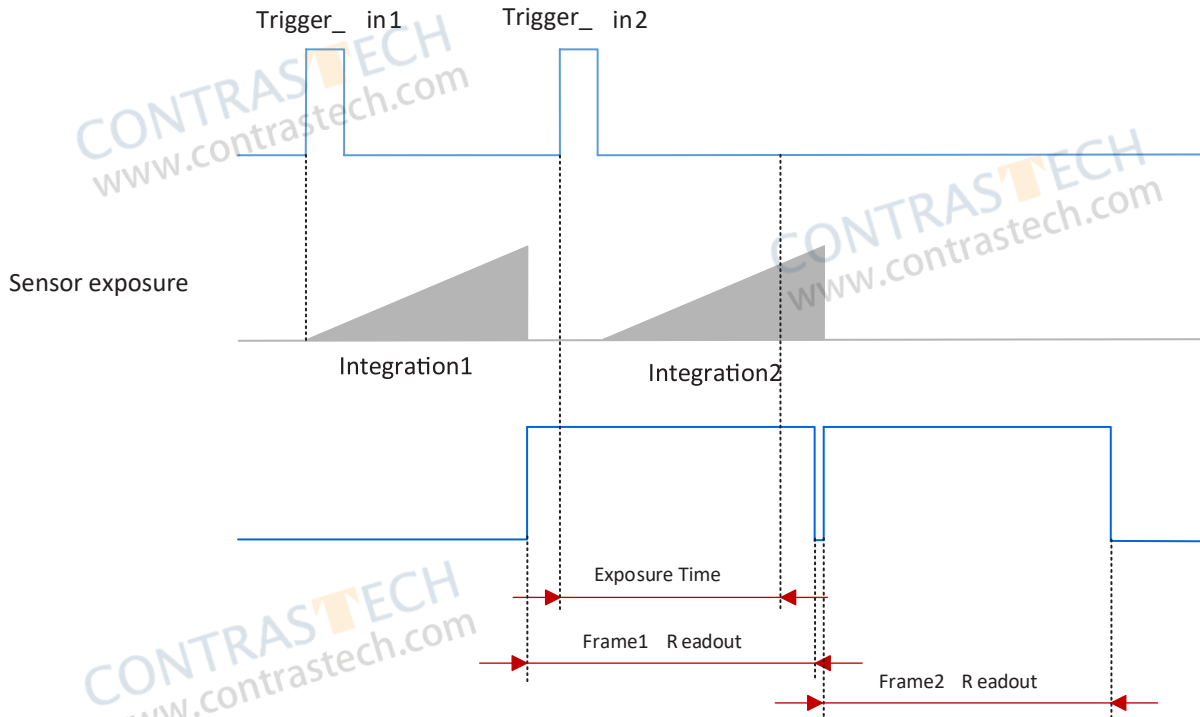 Trigger_ in1
Trigger_ in2
CONTRASTECH
www.contrastech.com
CONTRASTECH
www.contrastech.com
Sensor exposure
Integration1
Integration2
Exposure Time
Frame1 R eadout
CONTRASTECH
www.contrastech.com
Frame2 R eadout